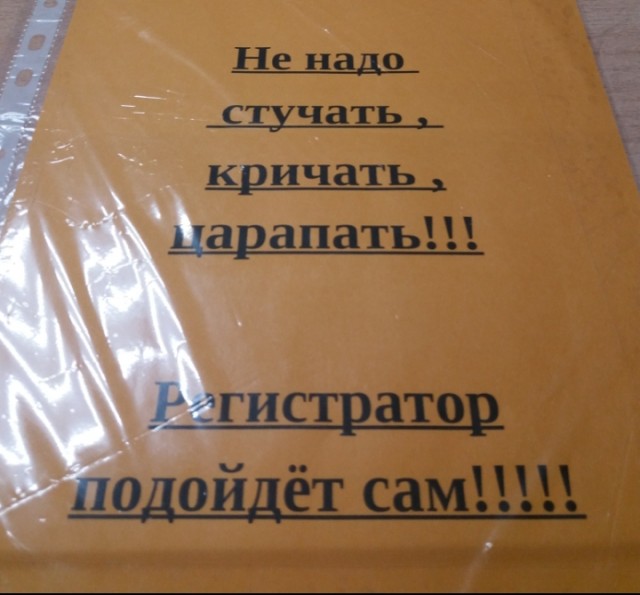 Не надо
стучать ,
кричать ,
царапать!!!
Регистратор
подойдёт сам!!!!!